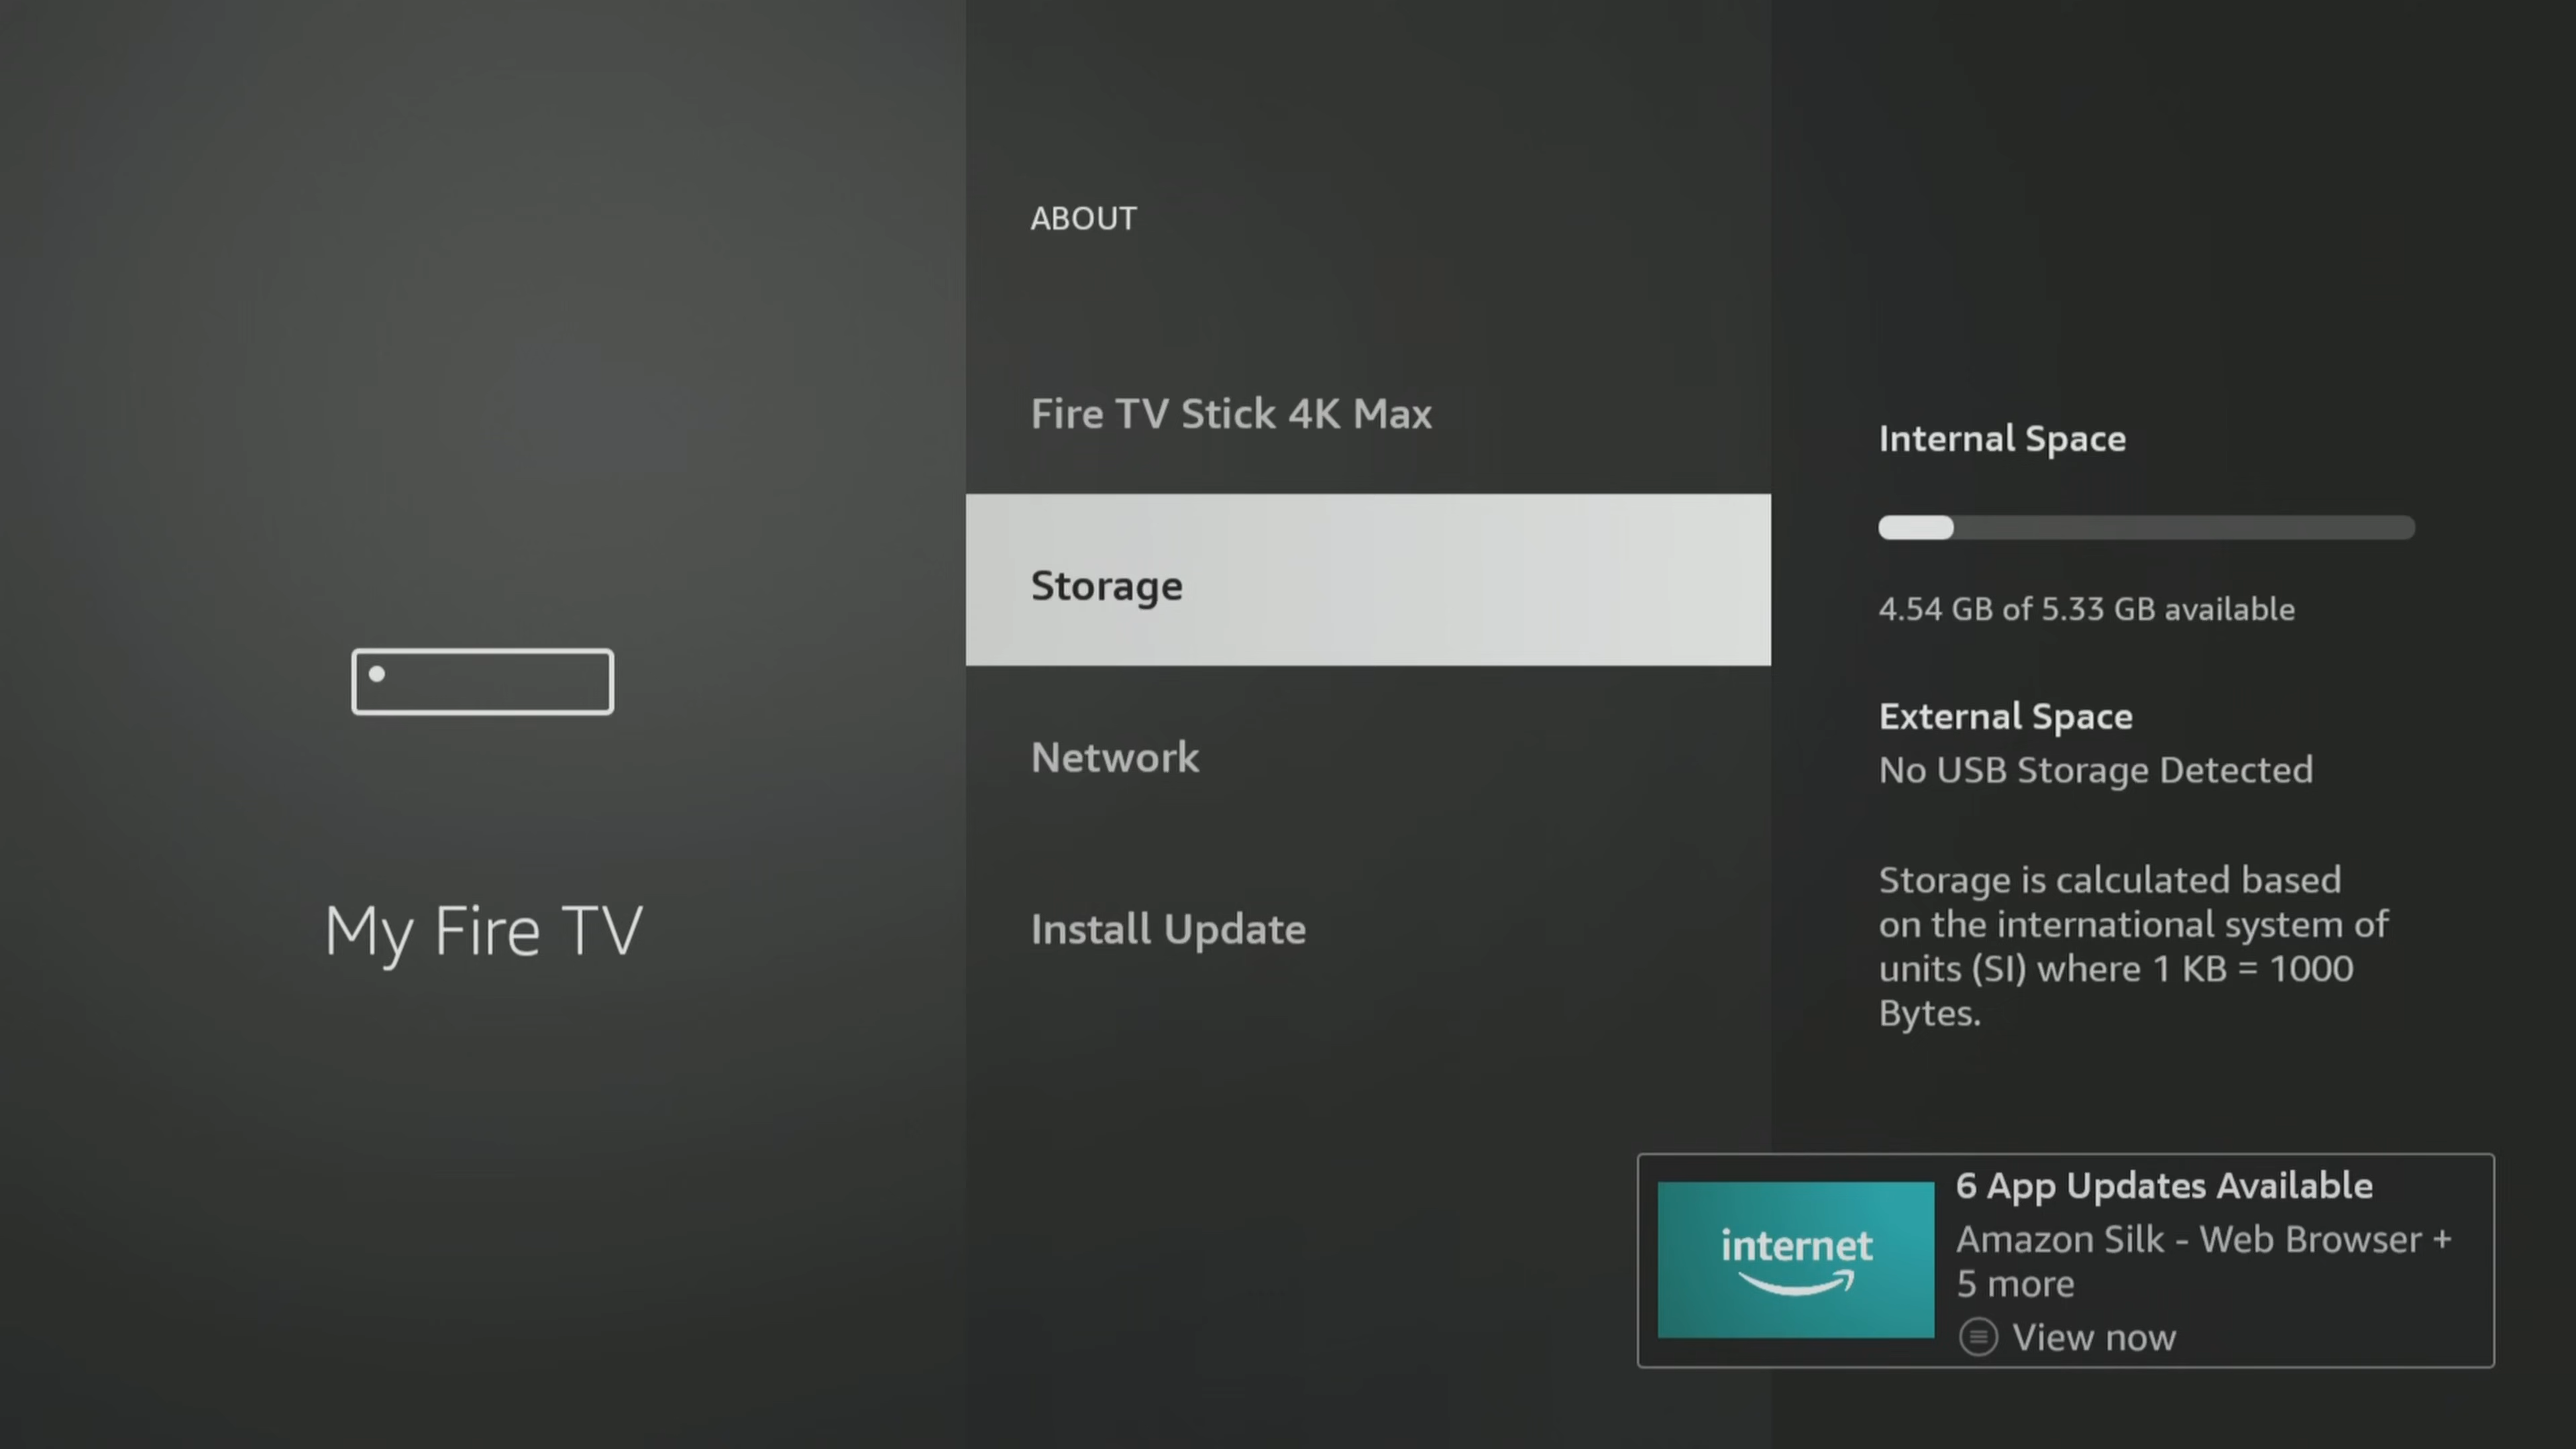 ABOUT
Fire TV Stick 4K Max
Storage
Network
Install Update
My Fire TV
Internal Space
4.54 GB of 5.33 GB available
External Space
No USB Storage Detected
Storage is calculated based
on the international system of
units (SI) where 1 KB = 1000
Bytes.
internet
6 App Updates Available
Amazon Silk - Web Browser +
5 more
View now